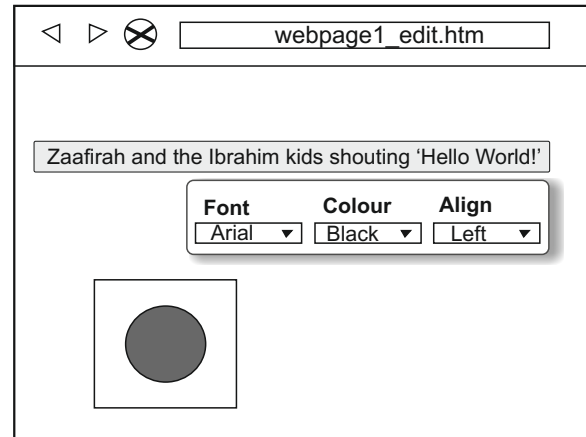 webpage1_edit.htm
Zaafirah and the Ibrahim kids shouting ‘Hello World!’
Font Colour Align
Arial Black Left